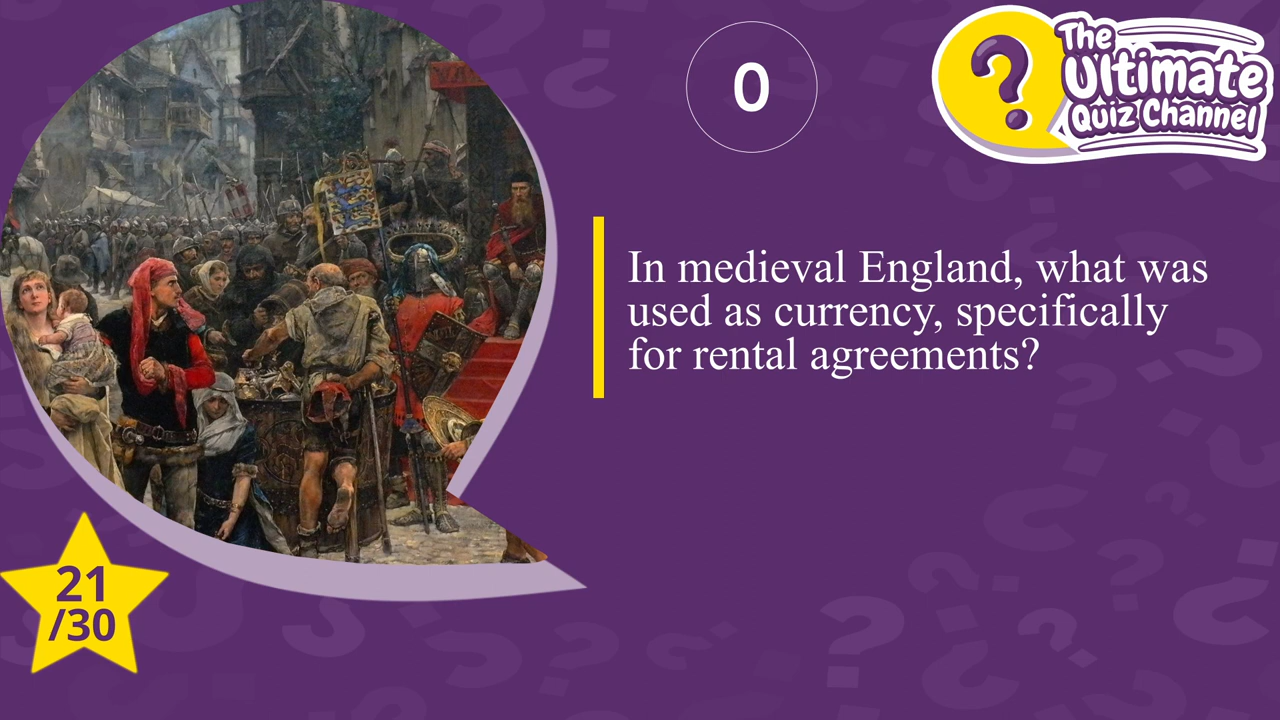 0
The
Ultimate
Quiz Channel
In medieval England, what was
used as currency, specifically
for rental agreements?
21
/30